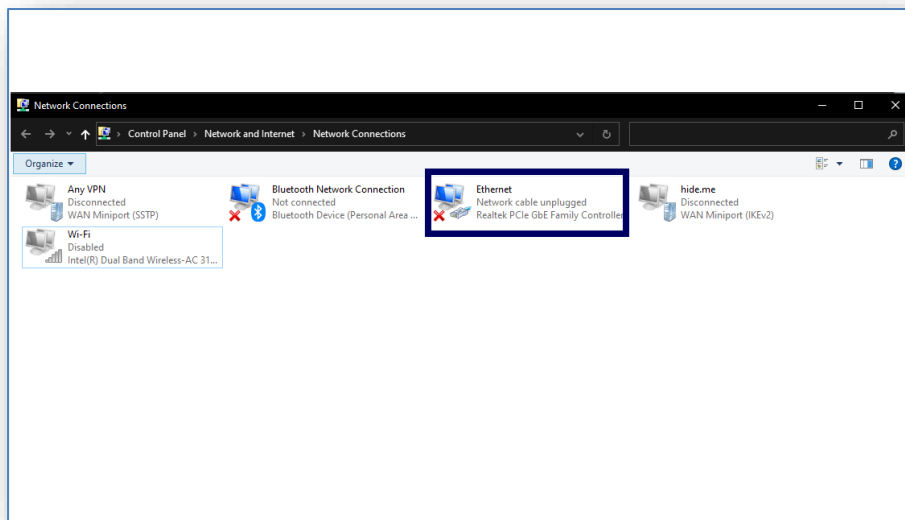 Network Connections
Control Panel > Network and Internet > Network Connections
Organize
Any VPN
Disconnected
WAN Miniport (SSTP)
Bluetooth Network Connection
Not connected
Bluetooth Device (Personal Area ...
Ethernet
Network cable unplugged
Realtek PCIe GbE Family Controller
hide.me
Disconnected
WAN Miniport (IKEv2)
Wi-Fi
Disabled
Intel(R) Dual Band Wireless-AC 31...